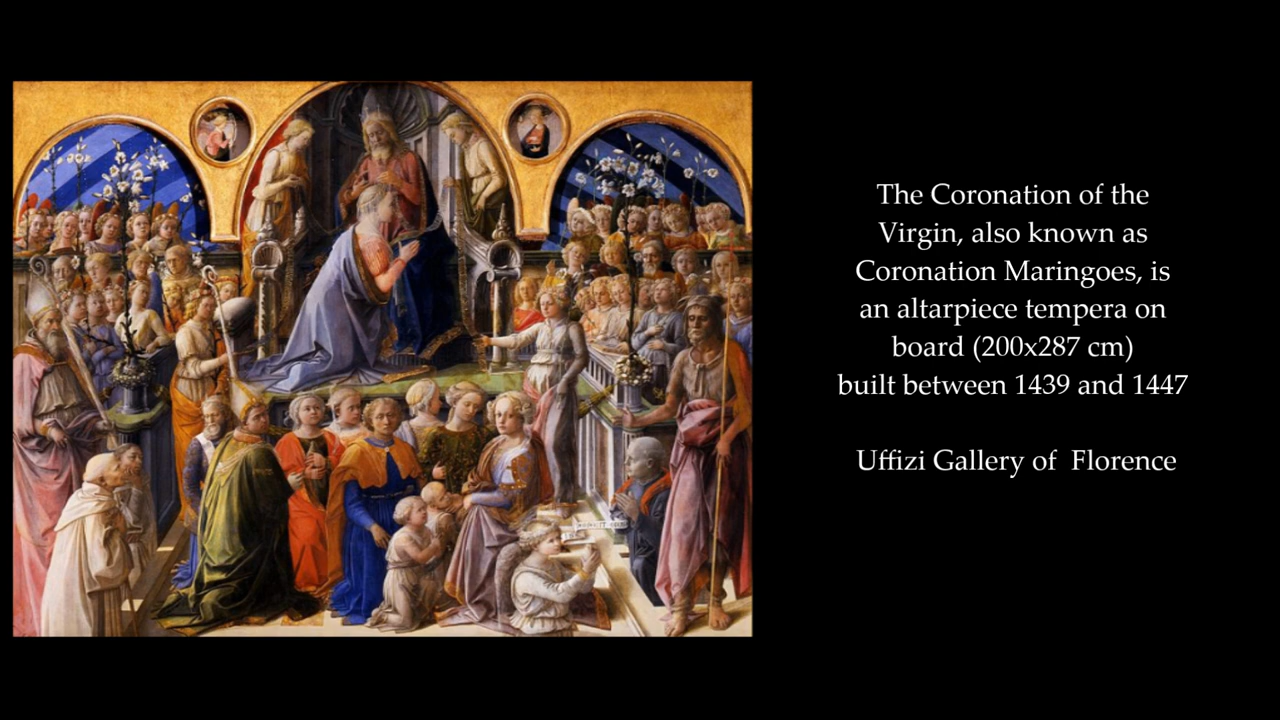 The Coronation of the
Virgin, also known as
Coronation Maringoes, is
an altarpiece tempera on
board (200x287 cm)
built between 1439 and 1447
Uffizi Gallery of Florence